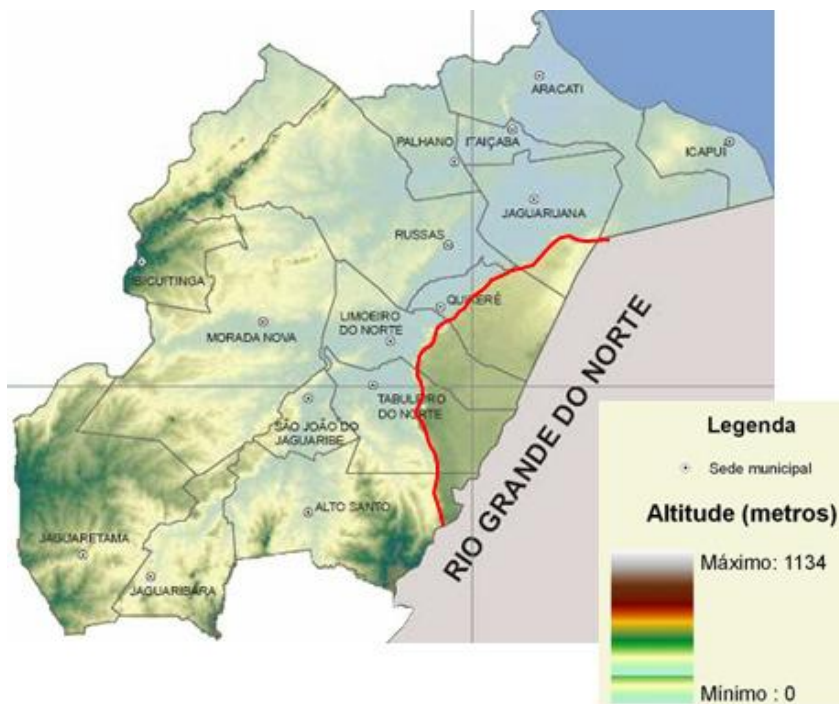 ARACATI
PALHANO
ITAIÇABA
ICAPUÍ
JAGUARUANA
RUSSAS
IBICUITINGA
QUIXERÉ
LIMOEIRO
DO NORTE
MORADA NOVA
TABULEIRO
DO NORTE
SÃO JOÃO DO
JAGUARIBE
ALTO SANTO
JAGUARETAMA
JAGUARIBARA
RIO GRANDE DO NORTE
Legenda
Sede municipal
Altitude (metros)
Máximo: 1134
Mínimo : 0